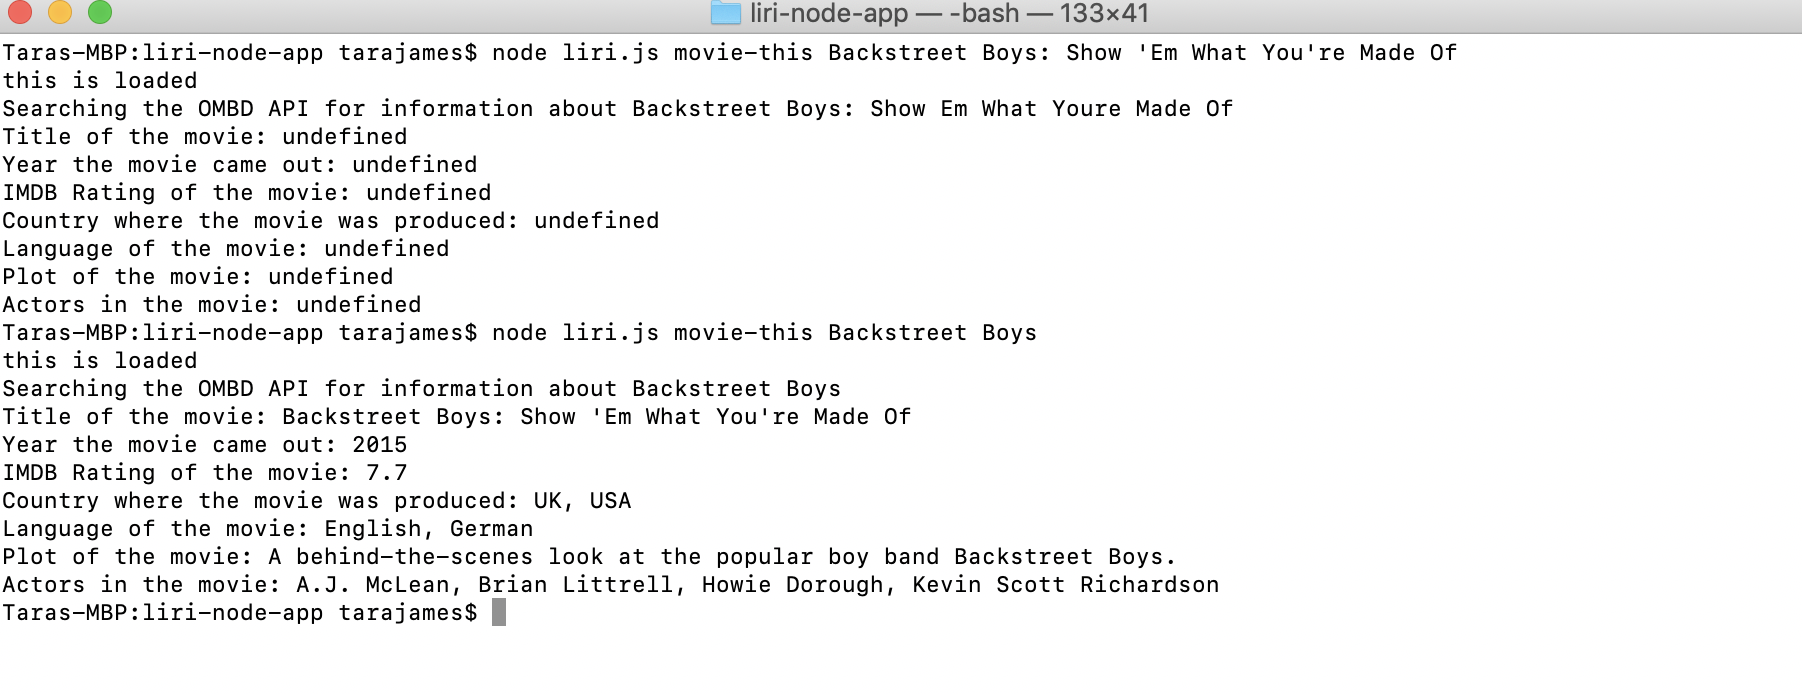 liri-node-app — -bash — 133×41
Taras-MBP:liri-node-app tarajames$ node liri.js movie-this Backstreet Boys: Show 'Em What You're Made Of
this is loaded
Searching the OMBD API for information about Backstreet Boys: Show Em What Youre Made Of
Title of the movie: undefined
Year the movie came out: undefined
IMDB Rating of the movie: undefined
Country where the movie was produced: undefined
Language of the movie: undefined
Plot of the movie: undefined
Actors in the movie: undefined
Taras-MBP:liri-node-app tarajames$ node liri.js movie-this Backstreet Boys
this is loaded
Searching the OMBD API for information about Backstreet Boys
Title of the movie: Backstreet Boys: Show 'Em What You're Made Of
Year the movie came out: 2015
IMDB Rating of the movie: 7.7
Country where the movie was produced: UK, USA
Language of the movie: English, German
Plot of the movie: A behind-the-scenes look at the popular boy band Backstreet Boys.
Actors in the movie: A.J. McLean, Brian Littrell, Howie Dorough, Kevin Scott Richardson
Taras-MBP:liri-node-app tarajames$